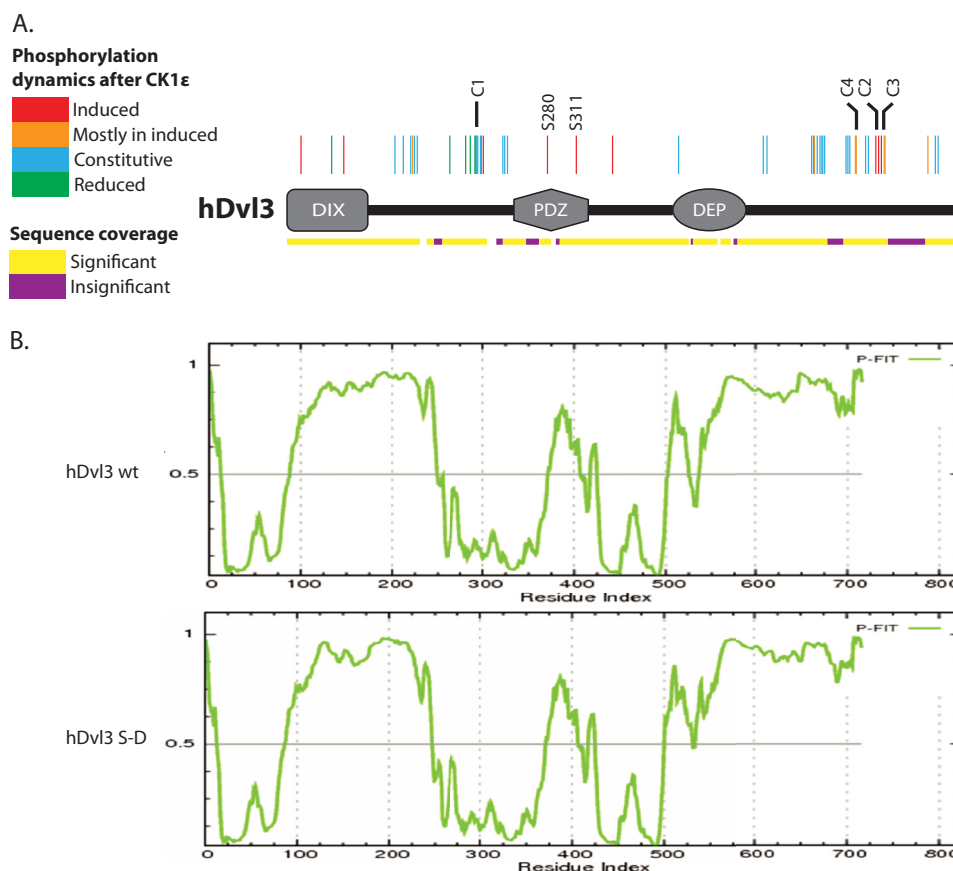 A.
Phosphorylation
dynamics after CK1ε
Induced
Mostly in induced
Constitutive
Reduced
Sequence coverage
Significant
Insignificant
C1
S280
S311
C4
C2
C3
hDvl3
DIX
PDZ
DEP
B.
hDvl3 wt
1
0.5
P-FIT
0 100 200 300 400 500 600 700 800
Residue Index
hDvl3 S-D
1
0.5
P-FIT
0 100 200 300 400 500 600 700 800
Residue Index